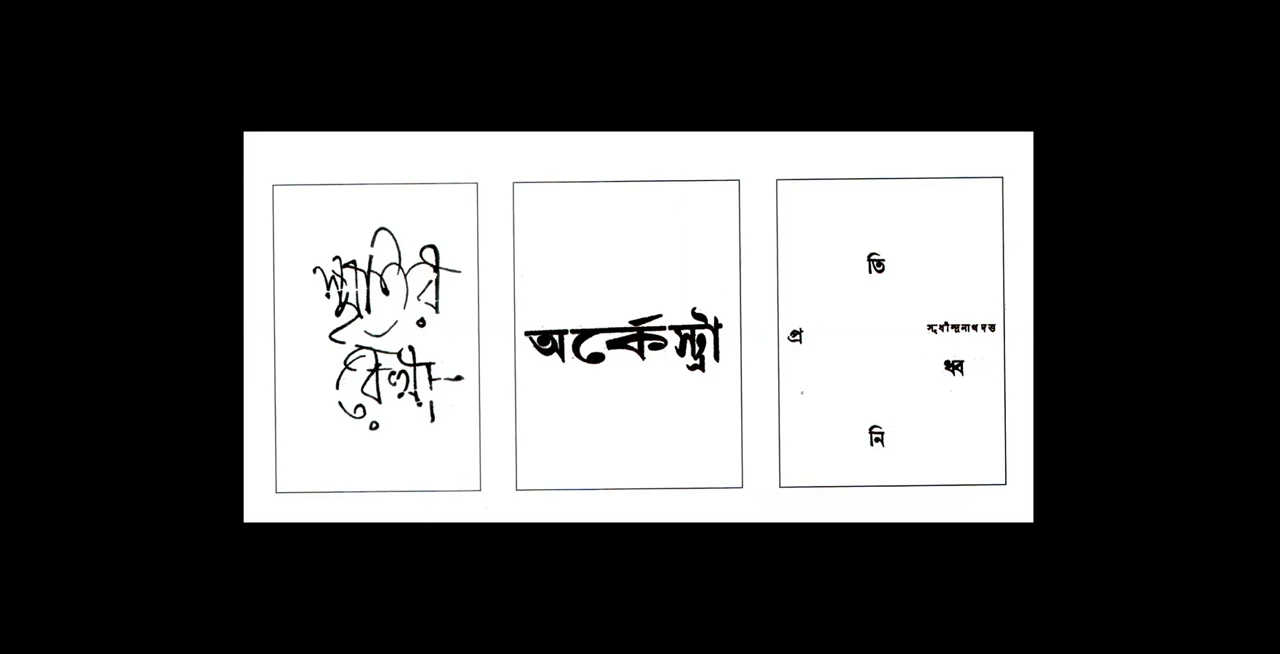 স্মৃতির
রেখা
অর্কেস্ট্রা
প্র
তি
ধ্ব
নি
সুধীন্দ্রনাথ দত্ত